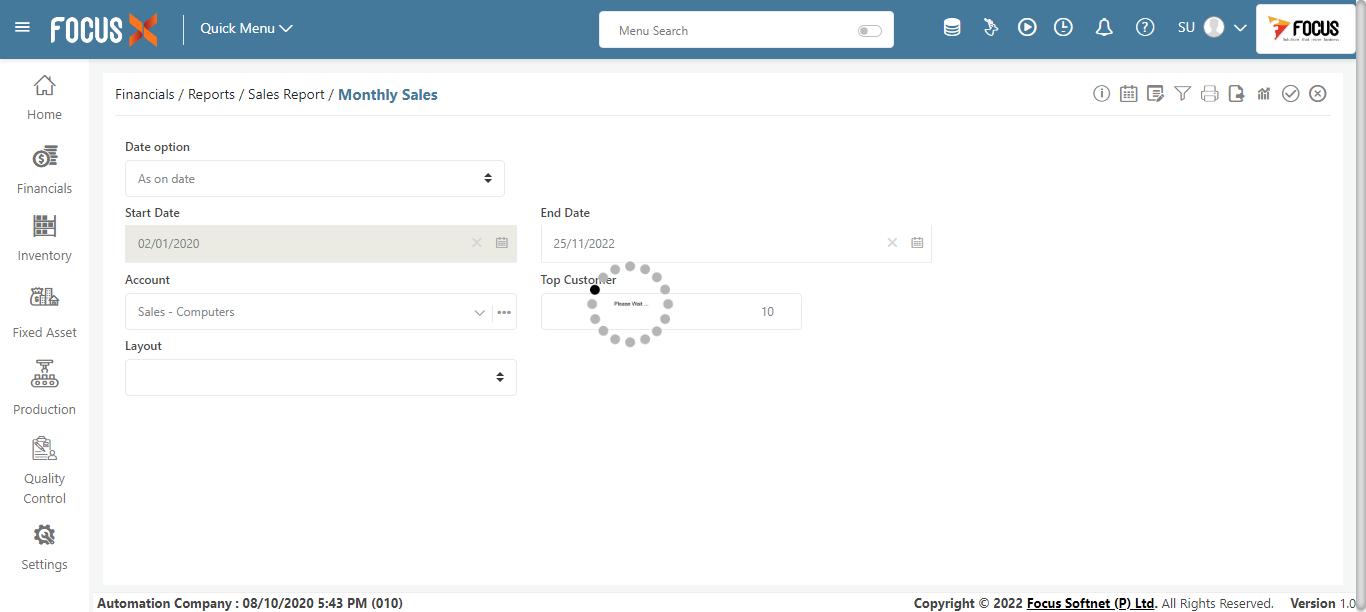 FOCUS X
Quick Menu
Menu Search
SU
FOCUS
Financials / Reports / Sales Report / Monthly Sales
Home
Financials
Inventory
Fixed Asset
Production
Quality
Control
Settings
Date option
As on date
Start Date
End Date
02/01/2020
25/11/2022
Account
Top Customer
Sales - Computers
10
Please Wait ...
Layout
Automation Company : 08/10/2020 5:43 PM (010)
Copyright © 2022 Focus Softnet (P) Ltd. All Rights Reserved.
Version 1.0